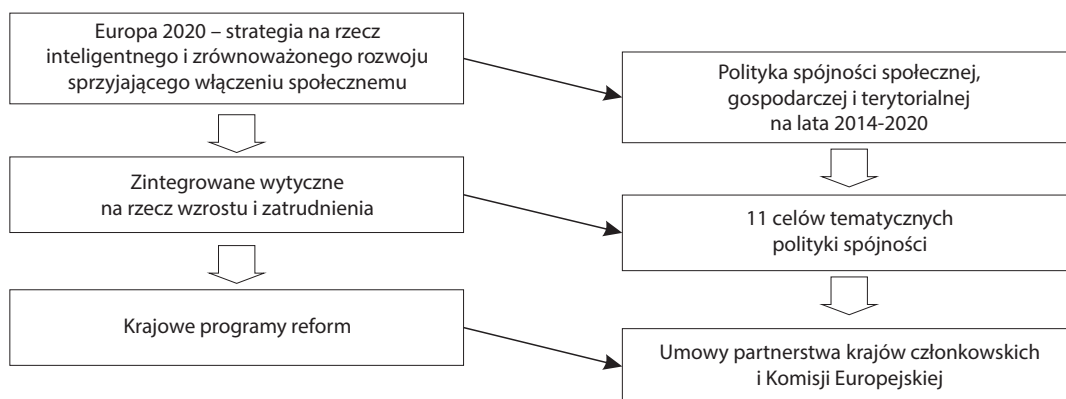 Europa 2020 – strategia na rzecz
inteligentnego i zrównoważonego rozwoju
sprzyjającego włączeniu społecznemu
Polityka spójności społecznej,
gospodarczej i terytorialnej
na lata 2014-2020
Zintegrowane wytyczne
na rzecz wzrostu i zatrudnienia
11 celów tematycznych
polityki spójności
Krajowe programy reform
Umowy partnerstwa krajów członkowskich
i Komisji Europejskiej